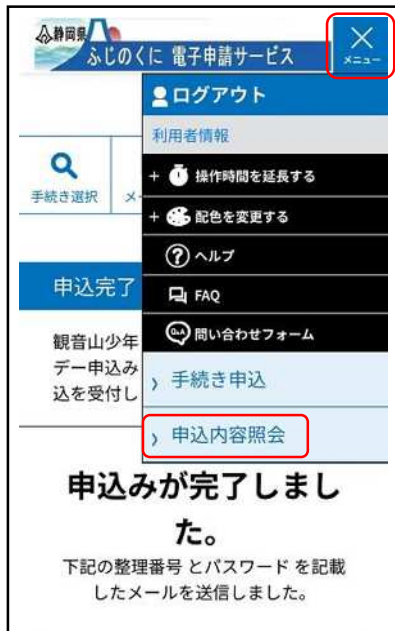 静岡県
ふじのくに 電子申請サービス
メニュー
ログアウト
利用者情報
手続き選択
+ 操作時間を延長する
+ 配色を変更する
? ヘルプ
FAQ
Q&A 問い合わせフォーム
> 手続き申込
> 申込内容照会
申込完了
観音山少年
デー申込み
込を受付し
申込みが完了しまし
た。
下記の整理番号 とパスワード を記載
したメールを送信しました。